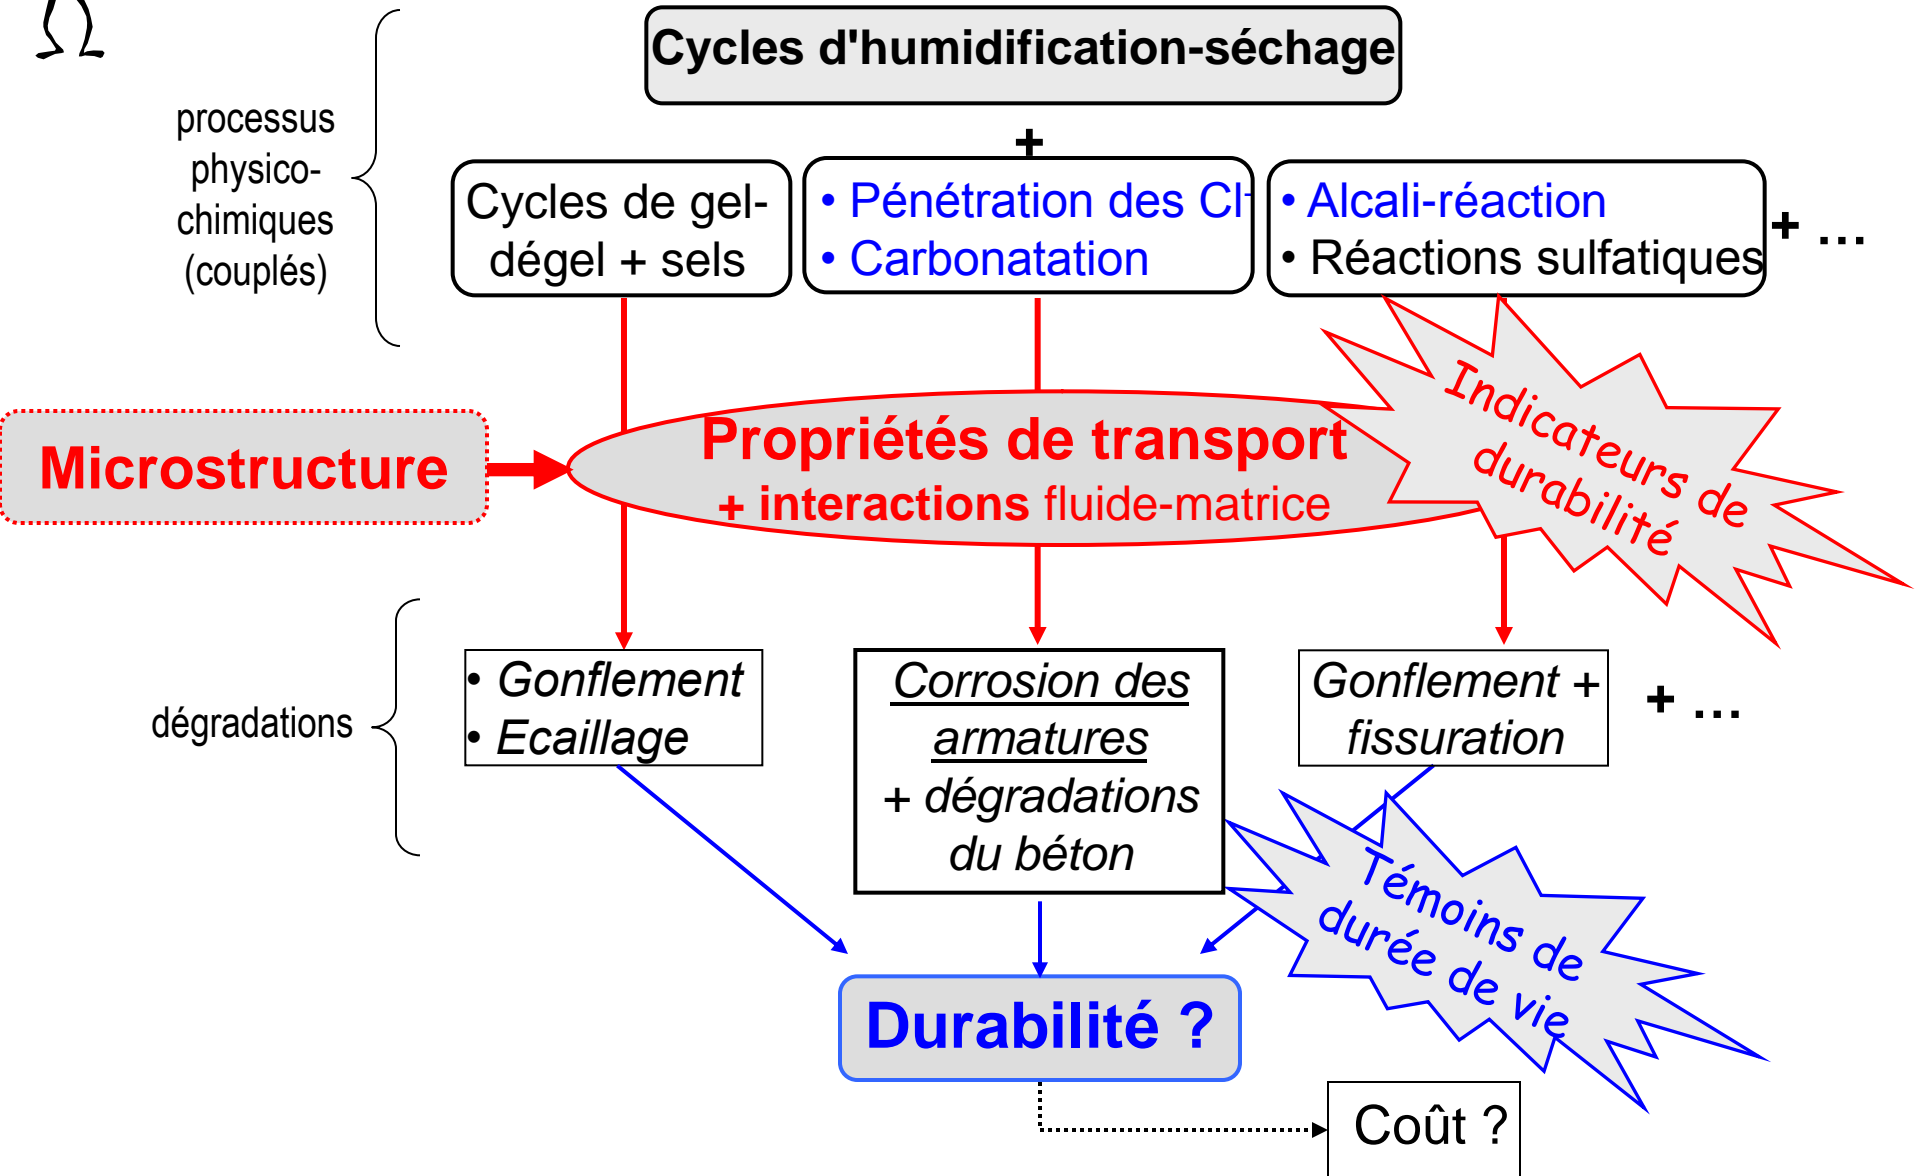 Cycles d'humidification-séchage
processus
physico-
chimiques
(couplés)
+
Cycles de gel-
dégel + sels
• Pénétration des Cl-
• Carbonatation
• Alcali-réaction
• Réactions sulfatiques
+ ...
Microstructure
Propriétés de transport
+ interactions fluide-matrice
Indicateurs de
durabilité
dégradations
• Gonflement
• Ecaillage
Corrosion des
armatures
+ dégradations
du béton
Gonflement +
fissuration
+ ...
Témoins de
durée de vie
Durabilité ?
Coût ?